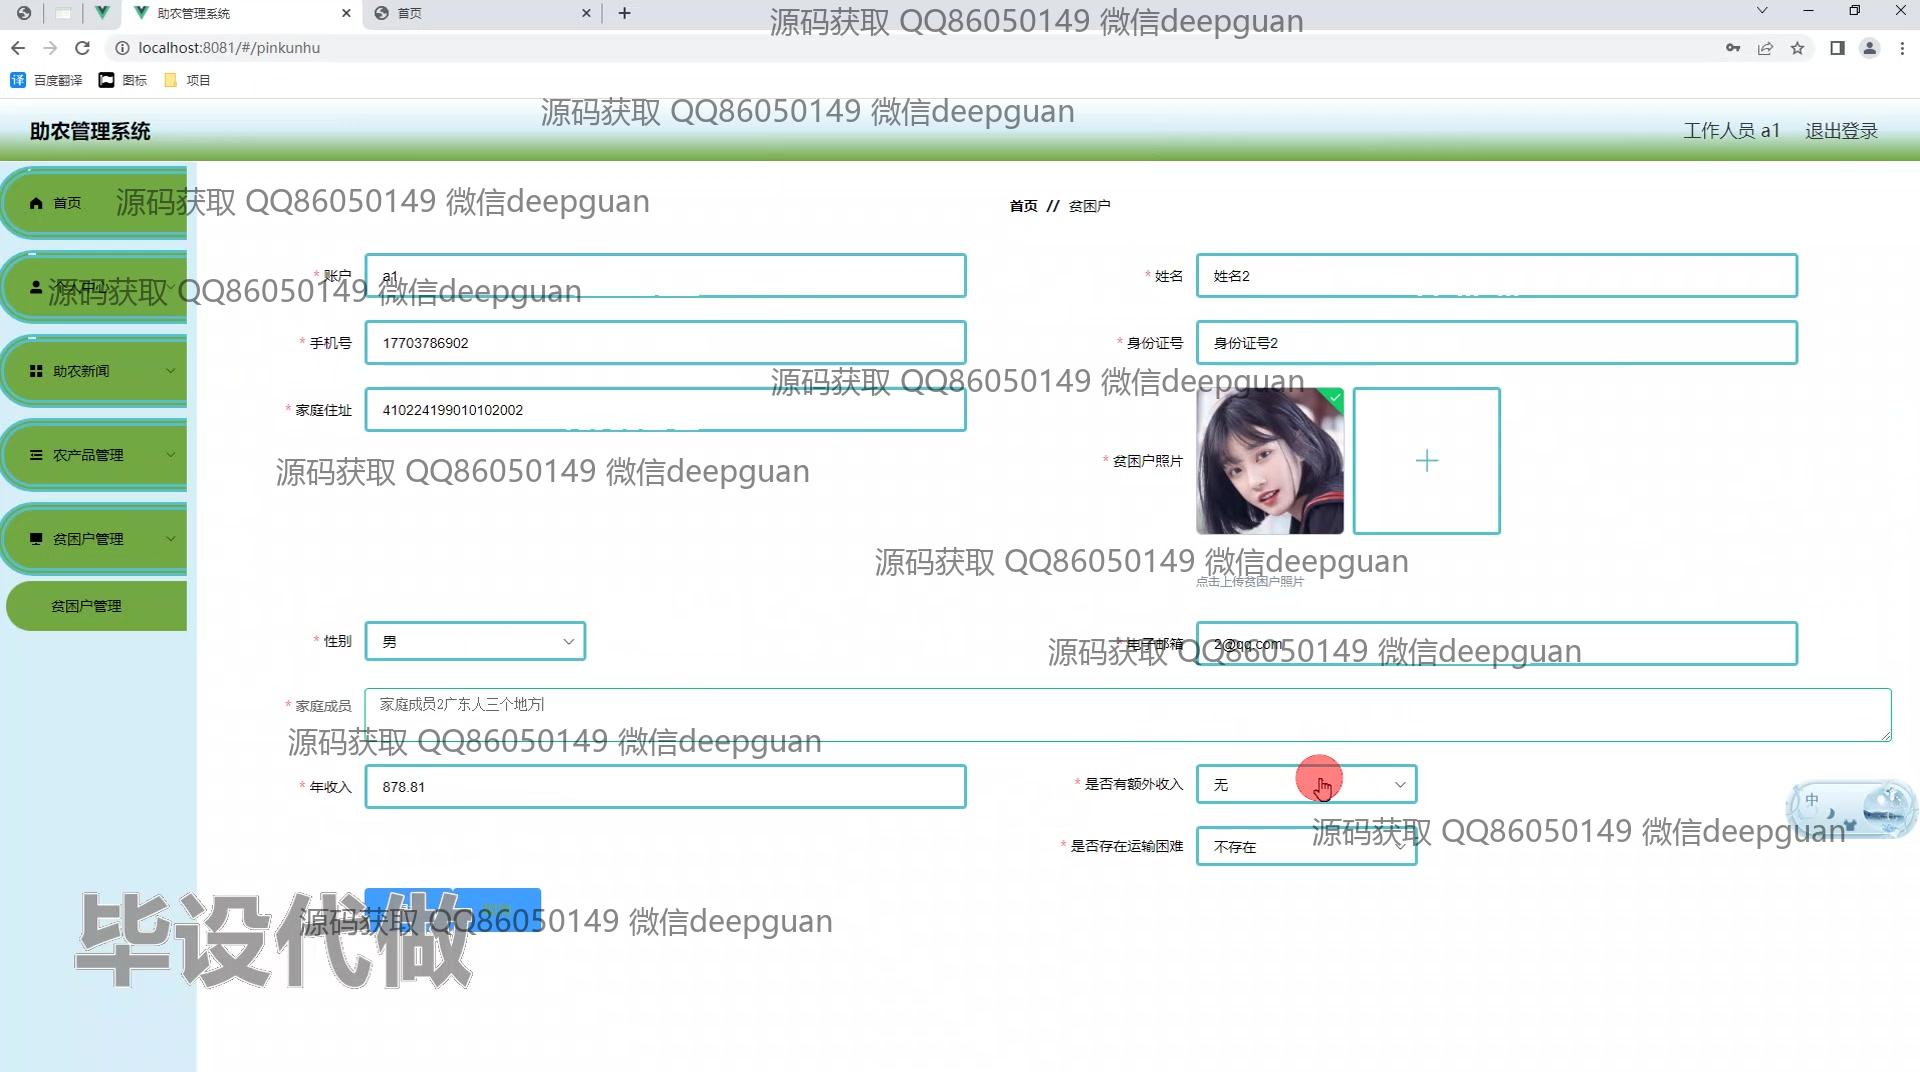 助农管理系统
首页
源码获取 QQ86050149 微信deepguan
localhost:8081/#/pinkunhu
百度翻译
图标
项目
源码获取 QQ86050149 微信deepguan
助农管理系统
工作人员 a1
退出登录
首页
源码获取 QQ86050149 微信deepguan
首页 // 贫困户
* 账户
a1
* 姓名
姓名2
个人中心
源码获取 QQ86050149 微信deepguan
* 手机号
17703786902
* 身份证号
身份证号2
助农新闻
源码获取 QQ86050149 微信deepguan
* 家庭住址
410224199010102002
农产品管理
* 贫困户照片
源码获取 QQ86050149 微信deepguan
贫困户管理
源码获取 QQ86050149 微信deepguan
点击上传贫困户照片
贫困户管理
* 性别
男
电子邮箱
2@qq.com
源码获取 QQ86050149 微信deepguan
* 家庭成员
家庭成员2广东人三个地方
源码获取 QQ86050149 微信deepguan
* 年收入
878.81
* 是否有额外收入
无
中
源码获取 QQ86050149 微信deepguan
* 是否存在运输困难
不存在
源码获取 QQ86050149 微信deepguan
毕设代做